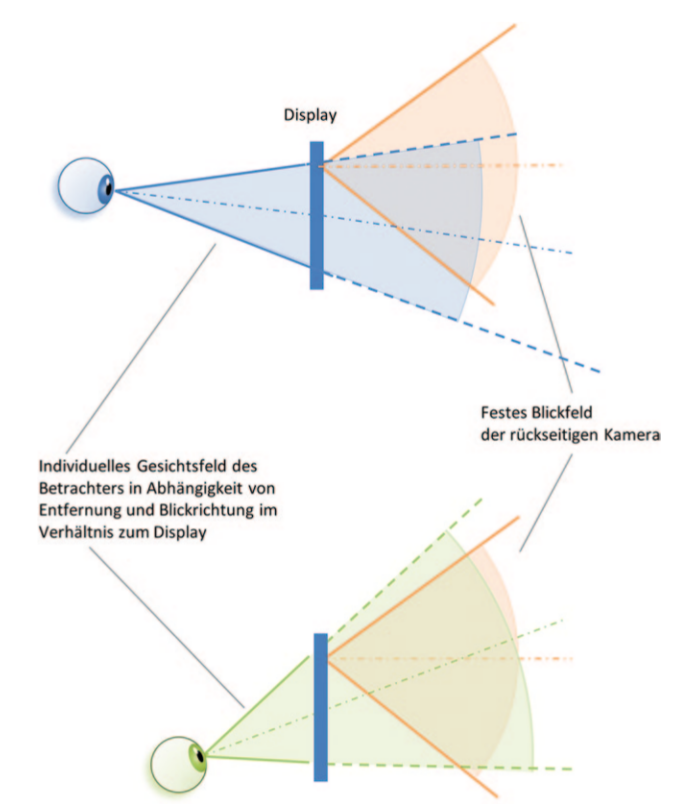 Display
Festes Blickfeld
der rückseitigen Kamera
Individuelles Gesichtsfeld des
Betrachters in Abhängigkeit von
Entfernung und Blickrichtung im
Verhältnis zum Display